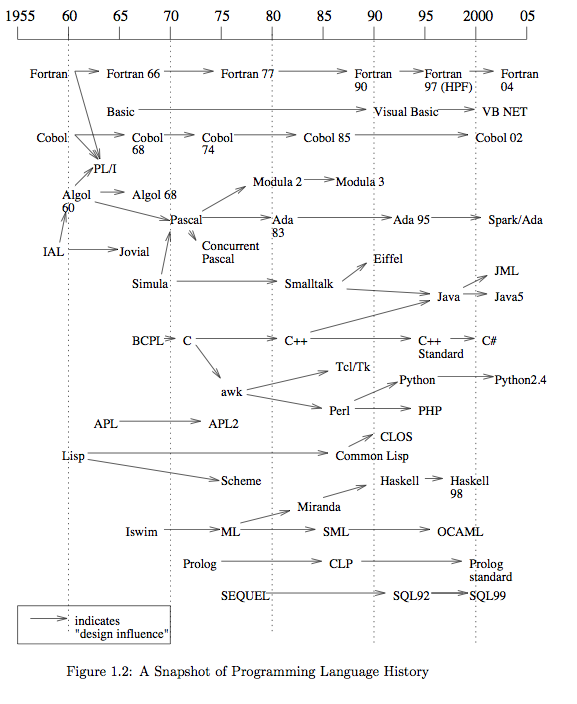 1955 60 65 70 75 80 85 90 95 2000 05
Fortran Fortran 66 Fortran 77 Fortran Fortran Fortran
90 97 (HPF) 04
Basic Visual Basic VB NET
Cobol Cobol Cobol Cobol 85 Cobol 02
68 74
PL/I
Modula 2 Modula 3
Algol Algol 68
60
Pascal Ada Ada 95 Spark/Ada
83
Concurrent
Pascal
IAL Jovial
Eiffel
JML
Simula Smalltalk
Java Java5
BCPL C C++ C++ C#
Standard
Tcl/Tk
Python Python2.4
awk
Perl PHP
APL APL2
CLOS
Lisp Common Lisp
Scheme Haskell Haskell
98
Miranda
Iswim ML SML OCAML
Prolog CLP Prolog
standard
SEQUEL SQL92 SQL99
indicates
"design influence"
Figure 1.2: A Snapshot of Programming Language History